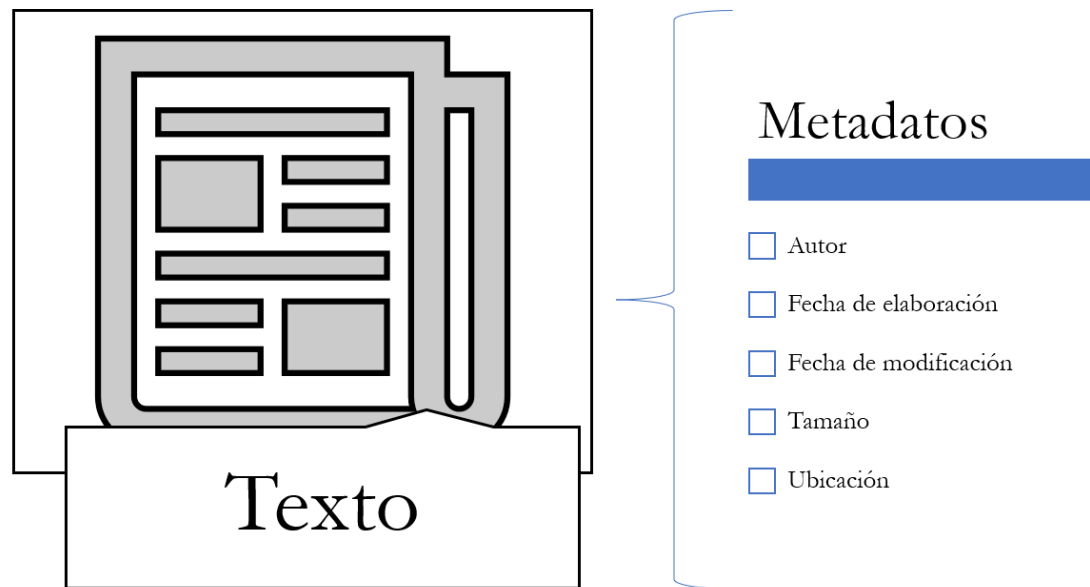 Texto
Metadatos
Autor
Fecha de elaboración
Fecha de modificación
Tamaño
Ubicación